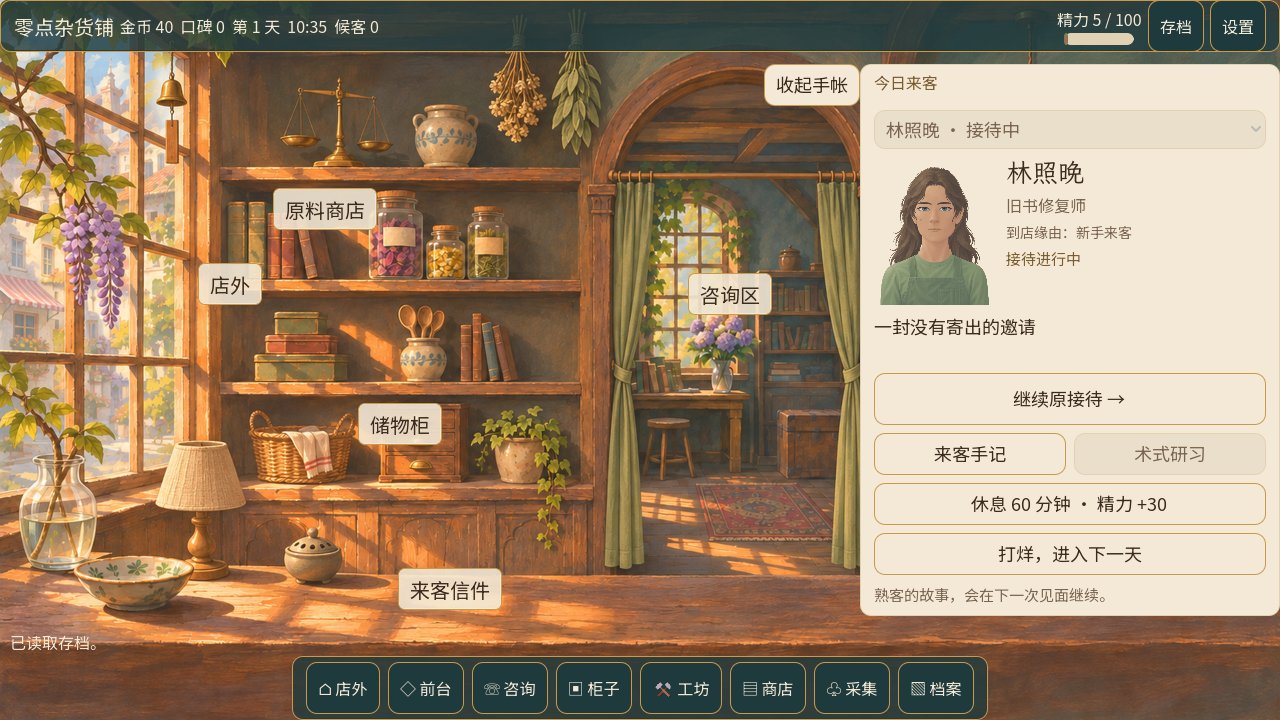 零点杂货铺 金币 40 口碑 0 第 1 天 10:35 候客 0
精力 5 / 100
存档
设置
收起手帐
今日来客
林照晚 · 接待中
林照晚
旧书修复师
到店缘由：新手来客
接待进行中
一封没有寄出的邀请
继续原接待 →
来客手记
术式研习
休息 60 分钟 · 精力 +30
打烊，进入下一天
熟客的故事，会在下一次见面继续。
原料商店
店外
咨询区
储物柜
来客信件
已读取存档。
店外
前台
咨询
柜子
工坊
商店
采集
档案